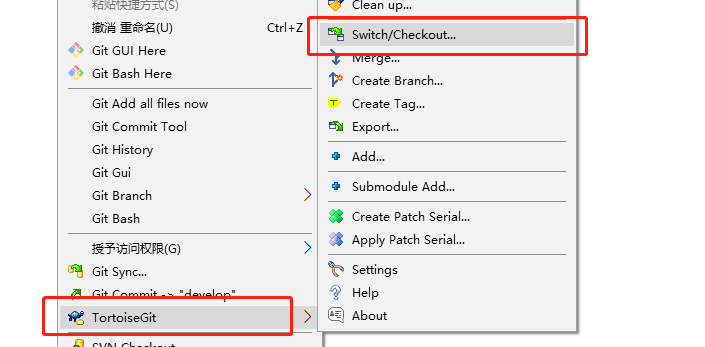 粘贴快捷方式(S)
撤消 重命名(U) Ctrl+Z
Git GUI Here
Git Bash Here
Git Add all files now
Git Commit Tool
Git History
Git Gui
Git Branch
Git Bash
授予访问权限(G)
Git Sync...
Git Commit -> "develop"...
TortoiseGit
SVN Checkout
Clean up...
Switch/Checkout...
Merge...
Create Branch...
Create Tag...
Export...
Add...
Submodule Add...
Create Patch Serial...
Apply Patch Serial...
Settings
Help
About